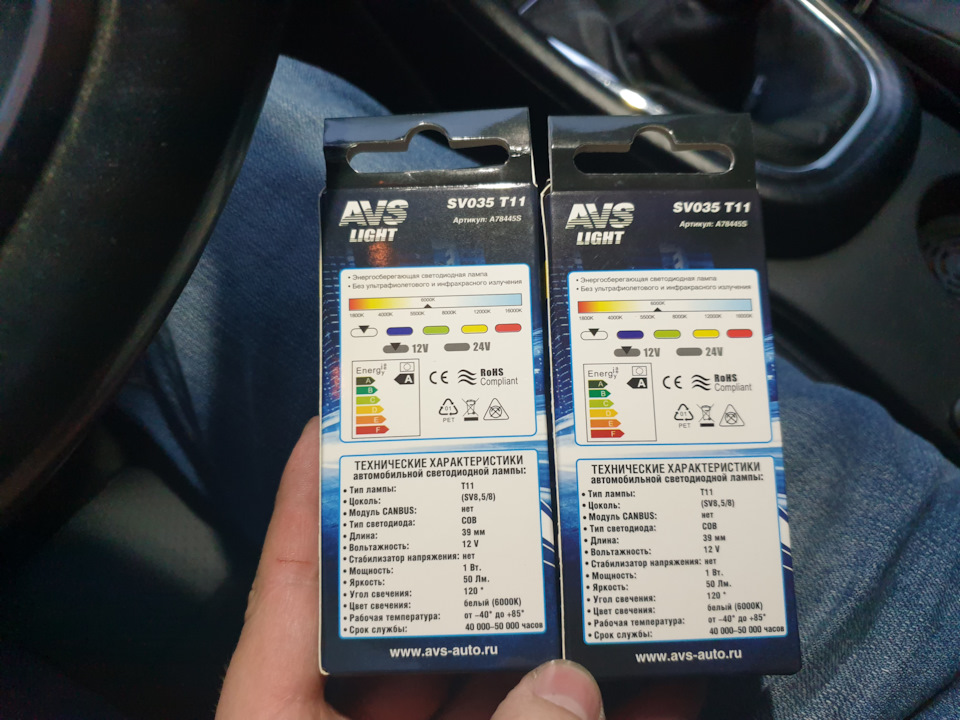 AVS
LIGHT
SV035 T11
Артикул: A78445S
• Энергосберегающая светодиодная лампа
• Без ультрафиолетового и инфракрасного излучения
6000K
1800K 4000K 5500K 8000K 12000K 16000K
12V 24V
Energy
A
A
B
C
D
E
F
CE
RoHS
Compliant
01
PET
ТЕХНИЧЕСКИЕ ХАРАКТЕРИСТИКИ
автомобильной светодиодной лампы:
• Тип лампы: T11
• Цоколь: (SV8,5/8)
• Модуль CANBUS: нет
• Тип светодиода: COB
• Длина: 39 мм
• Вольтажность: 12 V
• Стабилизатор напряжения: нет
• Мощность: 1 Вт.
• Яркость: 50 Лм.
• Угол свечения: 120 °
• Цвет свечения: белый (6000K)
• Рабочая температура: от –40° до +85°
• Срок службы: 40 000–50 000 часов
www.avs-auto.ru
AVS
LIGHT
SV035 T11
Артикул: A78445S
• Энергосберегающая светодиодная лампа
• Без ультрафиолетового и инфракрасного излучения
6000K
1800K 4000K 5500K 8000K 12000K 16000K
12V 24V
Energy
A
A
B
C
D
E
F
CE
RoHS
Compliant
01
PET
ТЕХНИЧЕСКИЕ ХАРАКТЕРИСТИКИ
автомобильной светодиодной лампы:
• Тип лампы: T11
• Цоколь: (SV8,5/8)
• Модуль CANBUS: нет
• Тип светодиода: COB
• Длина: 39 мм
• Вольтажность: 12 V
• Стабилизатор напряжения: нет
• Мощность: 1 Вт.
• Яркость: 50 Лм.
• Угол свечения: 120 °
• Цвет свечения: белый (6000K)
• Рабочая температура: от –40° до +85°
• Срок службы: 40 000–50 000 часов
www.avs-auto.ru